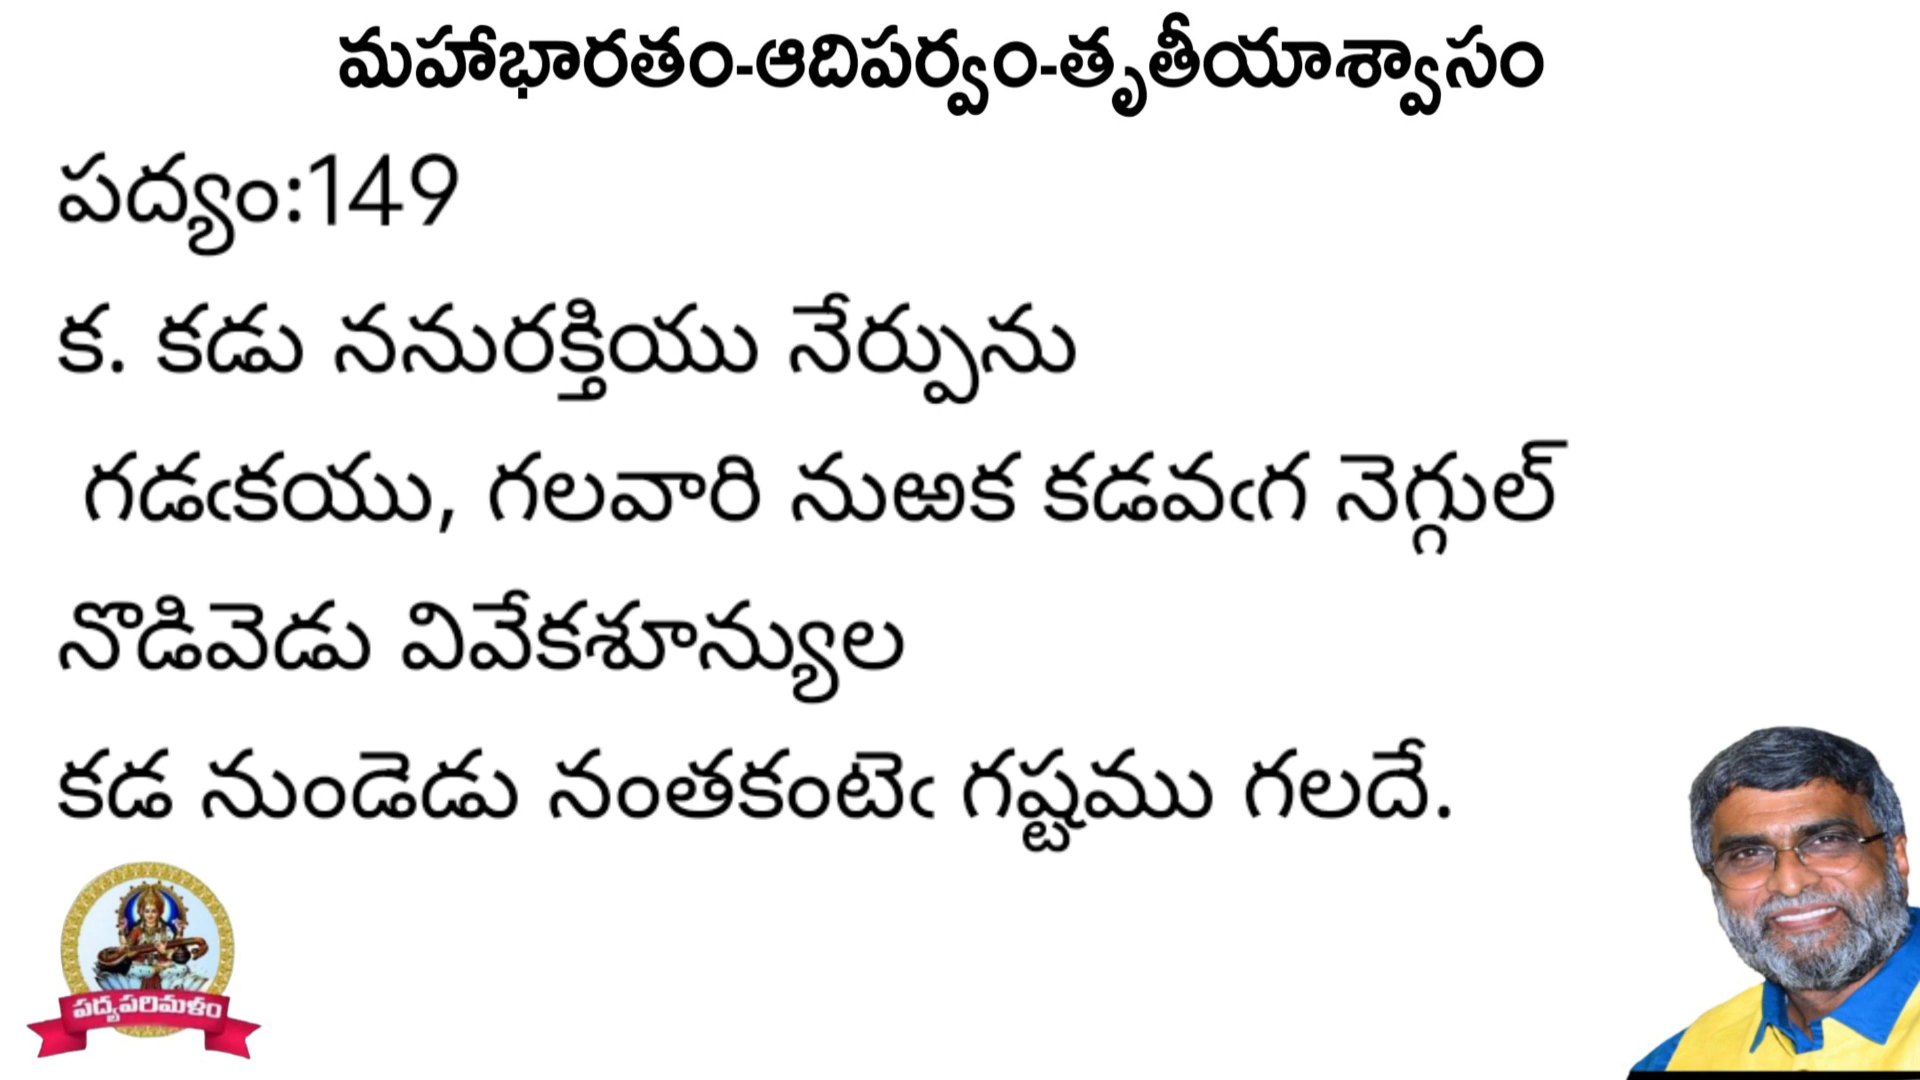 మహాభారతం-ఆదిపర్వం-తృతీయాశ్వాసం
పద్యం:149
క. కడు ననురక్తియు నేర్పును
గడఁకయు, గలవారి నుఱక కడవఁగ నెగ్గుల్
నొడివెడు వివేకశూన్యుల
కడ నుండెడు నంతకంటెఁ గష్టము గలదే.
పద్యపరిమళం